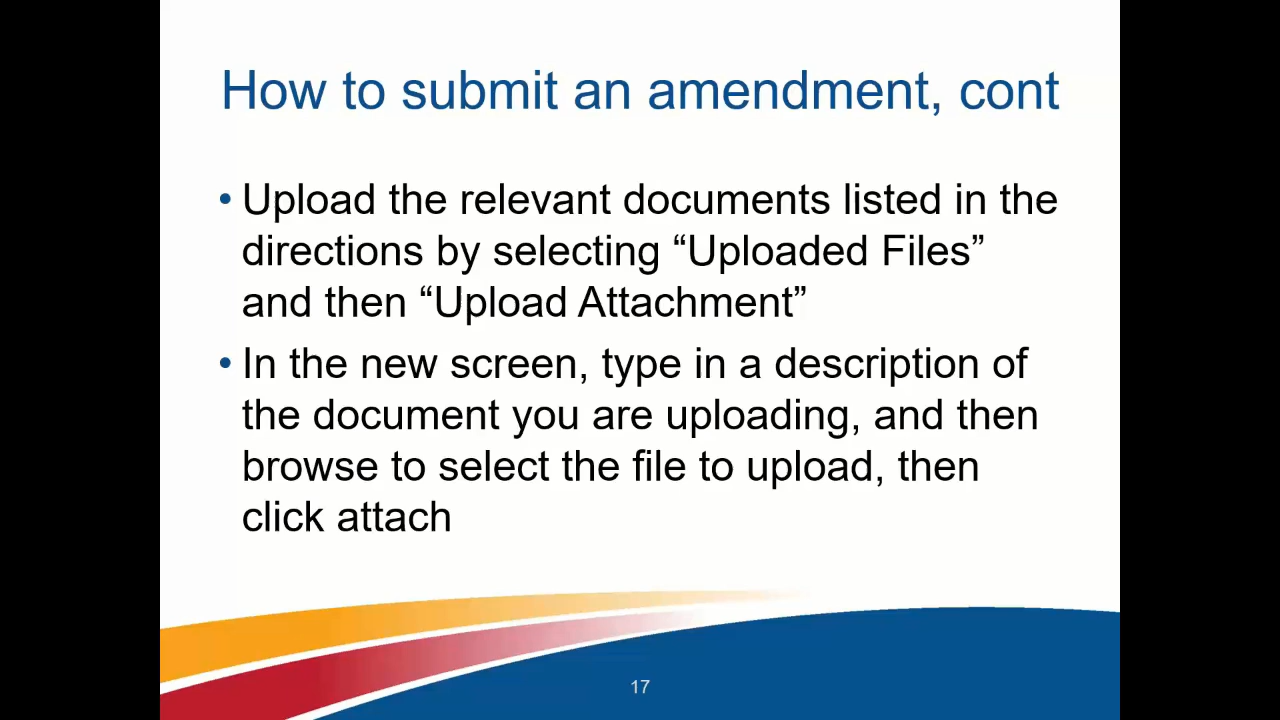 How to submit an amendment, cont
• Upload the relevant documents listed in the
directions by selecting “Uploaded Files”
and then “Upload Attachment”
• In the new screen, type in a description of
the document you are uploading, and then
browse to select the file to upload, then
click attach
17